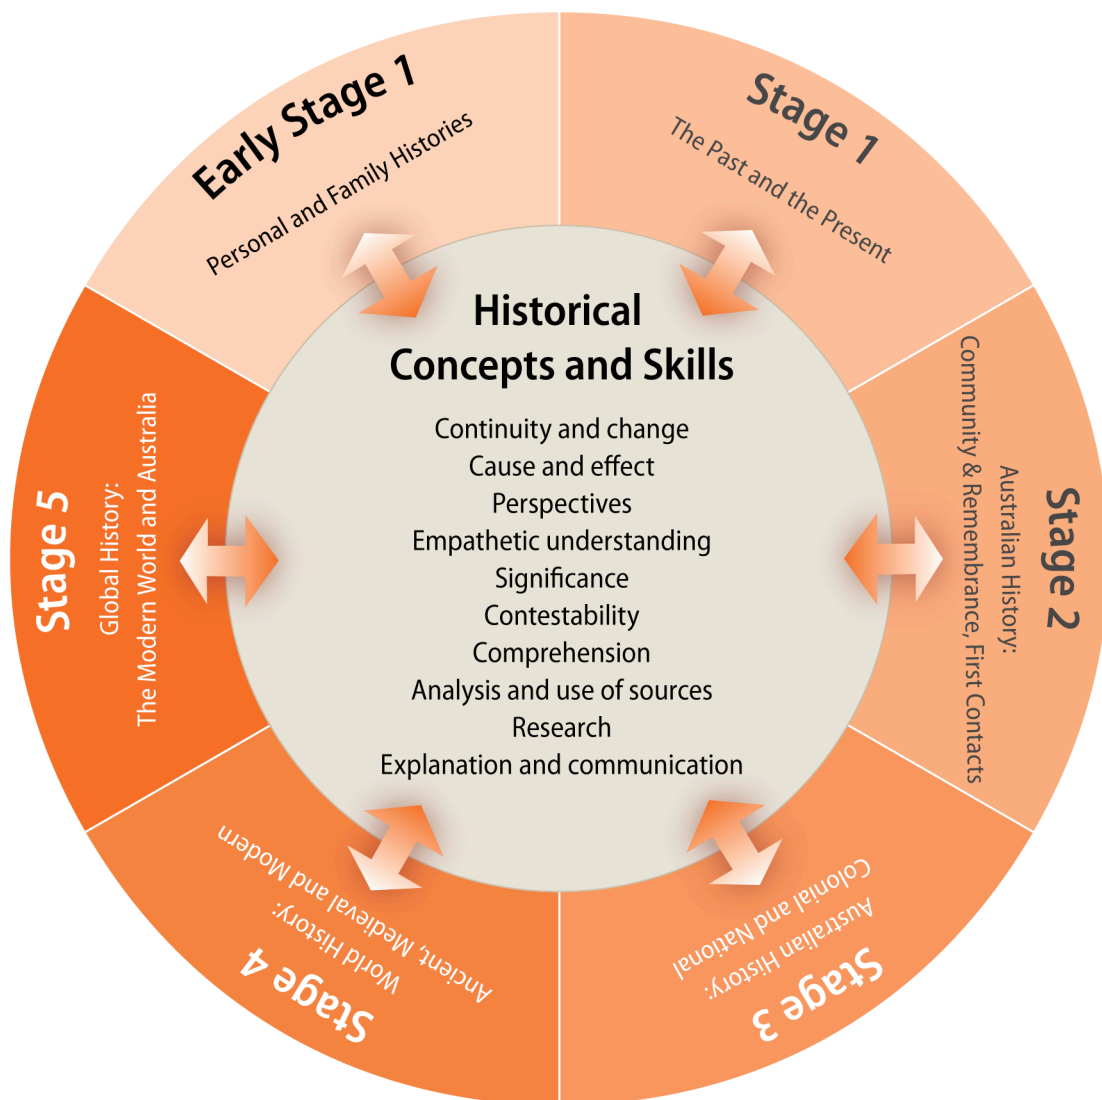 Early Stage 1
Personal and Family Histories
Stage 1
The Past and the Present
Stage 2
Australian History:
Community & Remembrance, First Contacts
Stage 3
Australian History:
Colonial and National
Stage 4
World History:
Ancient, Medieval and Modern
Stage 5
Global History:
The Modern World and Australia
Historical
Concepts and Skills
Continuity and change
Cause and effect
Perspectives
Empathetic understanding
Significance
Contestability
Comprehension
Analysis and use of sources
Research
Explanation and communication